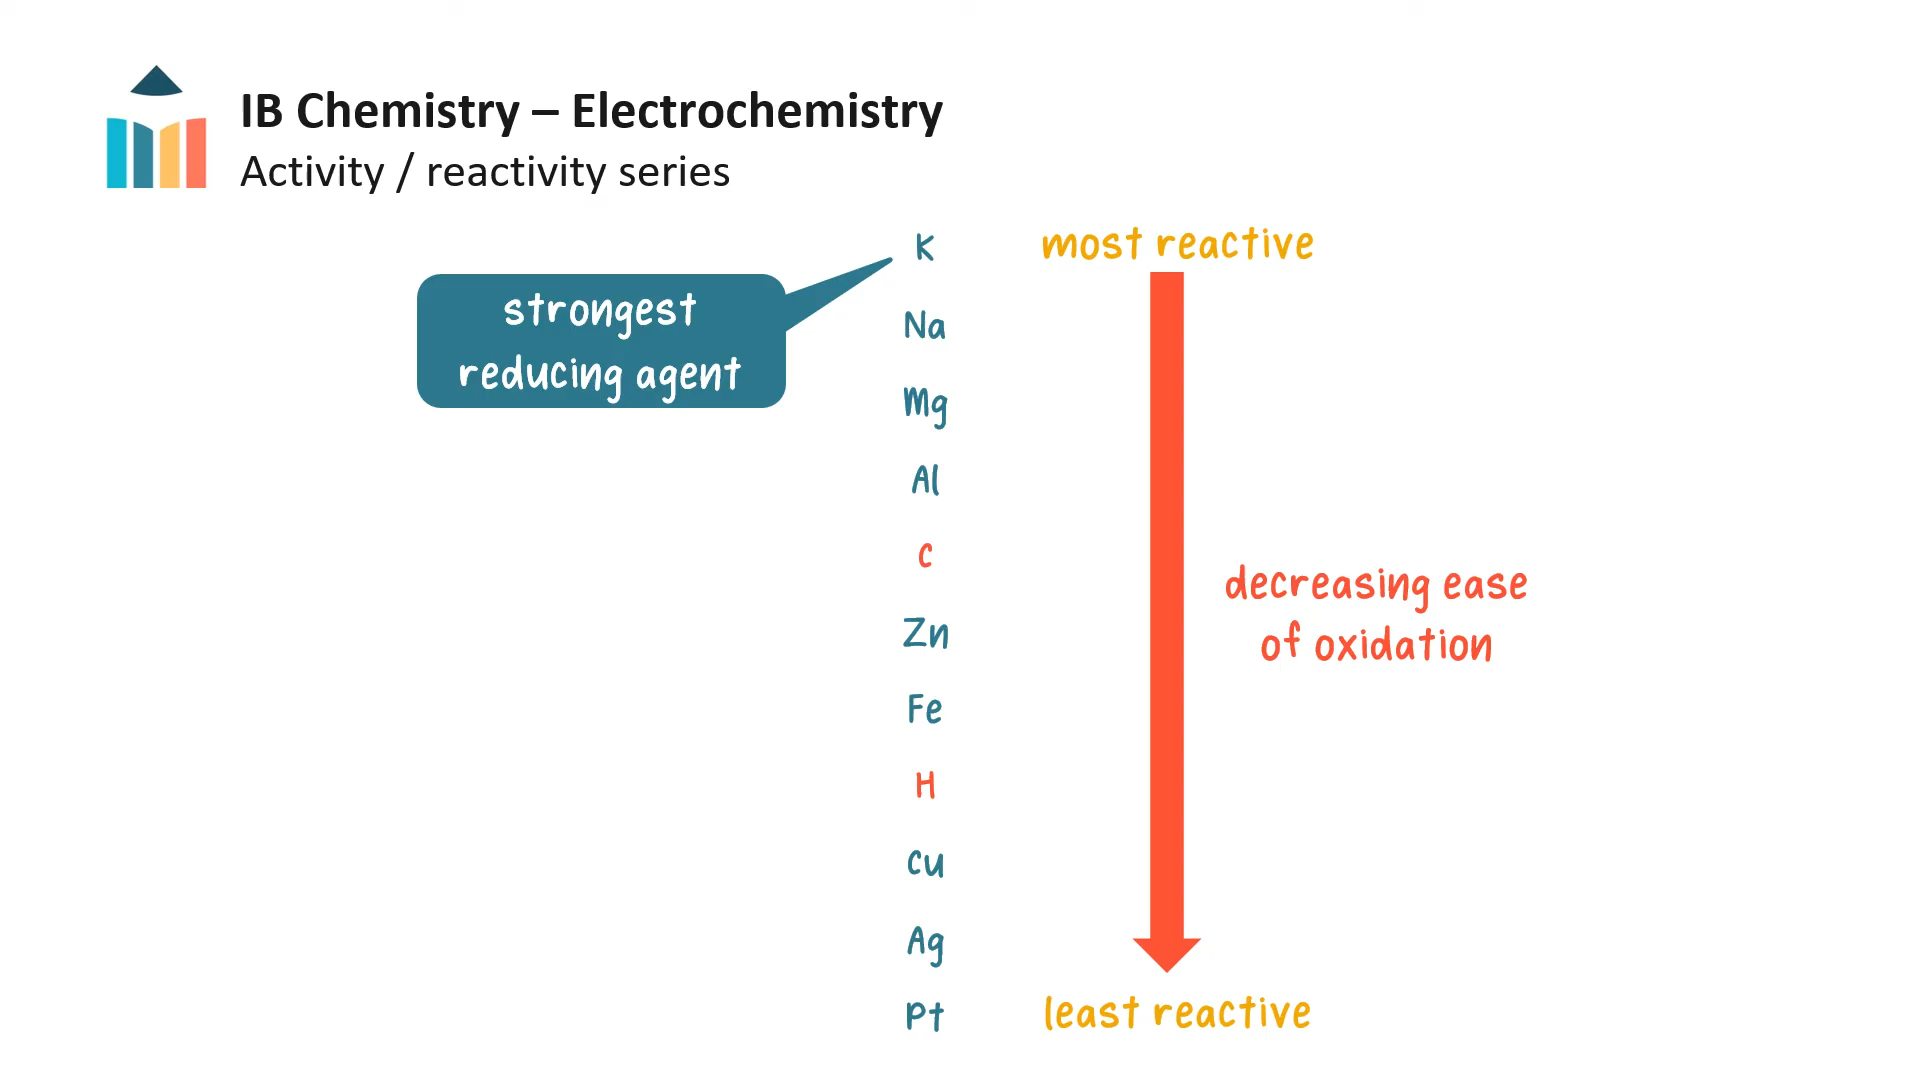 IB Chemistry – Electrochemistry
Activity / reactivity series
K
most reactive
strongest
reducing agent
Na
Mg
Al
C
Zn
decreasing ease
of oxidation
Fe
H
Cu
Ag
Pt
least reactive